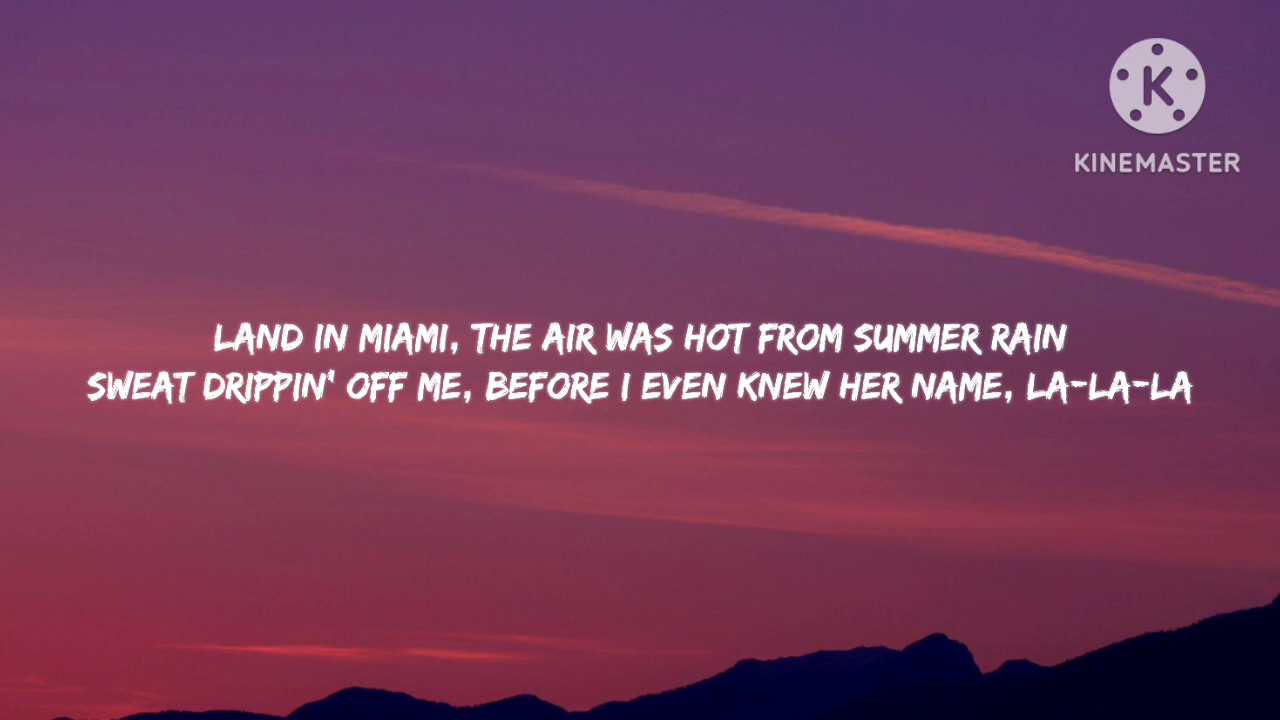 K
KINEMASTER
LAND IN MIAMI, THE AIR WAS HOT FROM SUMMER RAIN
SWEAT DRIPPIN' OFF ME, BEFORE I EVEN KNEW HER NAME, LA-LA-LA